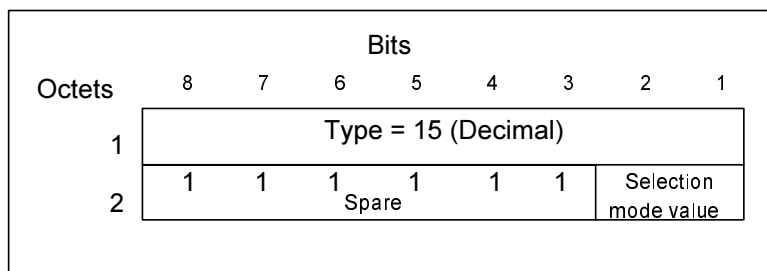 Bits
Octets 8 7 6 5 4 3 2 1
1 Type = 15 (Decimal)
2 1 1 1 1 1 1 Selection
Spare mode value